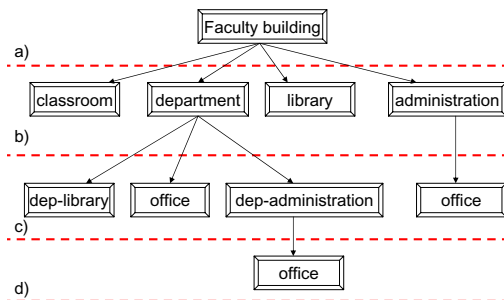 Faculty building
a)
classroom department library administration
b)
dep-library office dep-administration office
c)
office
d)